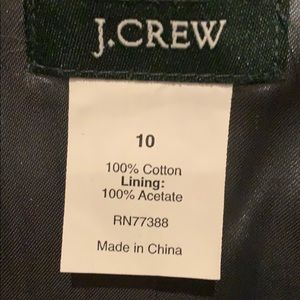 J.CREW
10
100% Cotton
Lining:
100% Acetate
RN77388
Made in China